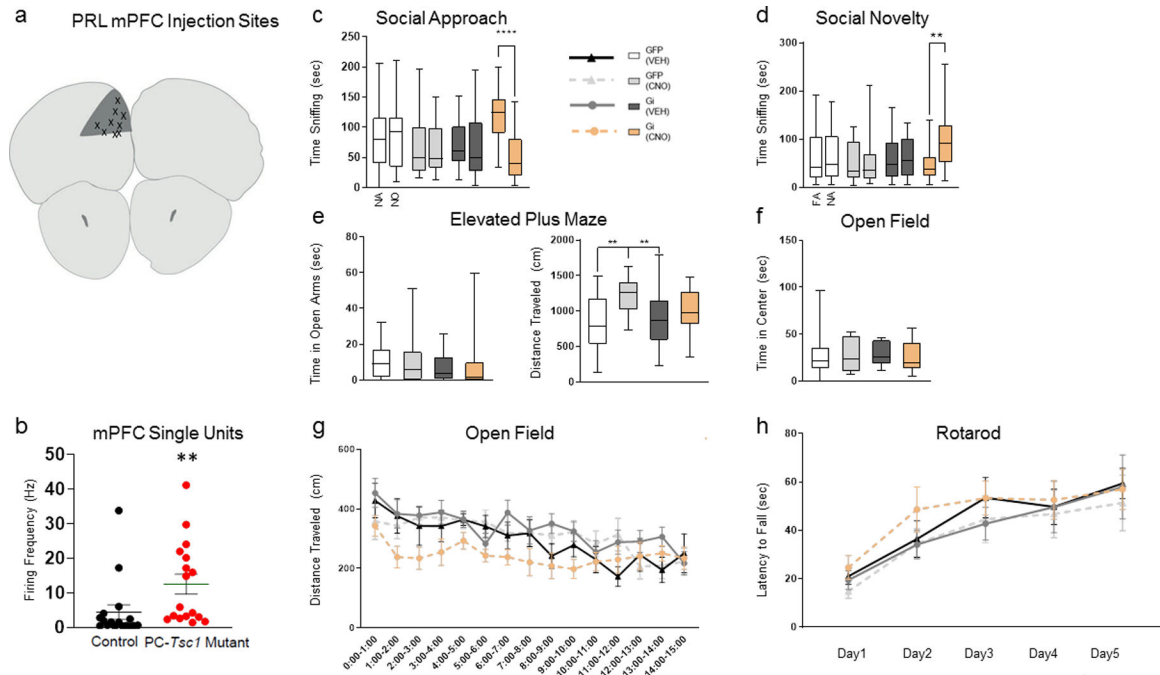 a
PRL mPFC Injection Sites
X
X
X
X
X
X
X
X
X
c
Social Approach
Time Sniffing (sec)
250
200
150
100
50
0
****
NA
NO
GFP
(VEH)
GFP
(CNO)
Gi
(VEH)
Gi
(CNO)
d
Social Novelty
Time Sniffing (sec)
300
200
100
0
**
FA
NA
e
Elevated Plus Maze
Time in Open Arms (sec)
80
60
40
20
0
Distance Traveled (cm)
2000
1500
1000
500
0
**
**
f
Open Field
Time in Center (sec)
150
100
50
0
b
mPFC Single Units
Firing Frequency (Hz)
50
40
30
20
10
0
**
Control
PC-Tsc1 Mutant
g
Open Field
Distance Traveled (cm)
600
400
200
0
0:00-1:00
1:00-2:00
2:00-3:00
3:00-4:00
4:00-5:00
5:00-6:00
6:00-7:00
7:00-8:00
8:00-9:00
9:00-10:00
10:00-11:00
11:00-12:00
12:00-13:00
13:00-14:00
14:00-15:00
h
Rotarod
Latency to Fall (sec)
80
60
40
20
0
Day1
Day2
Day3
Day4
Day5